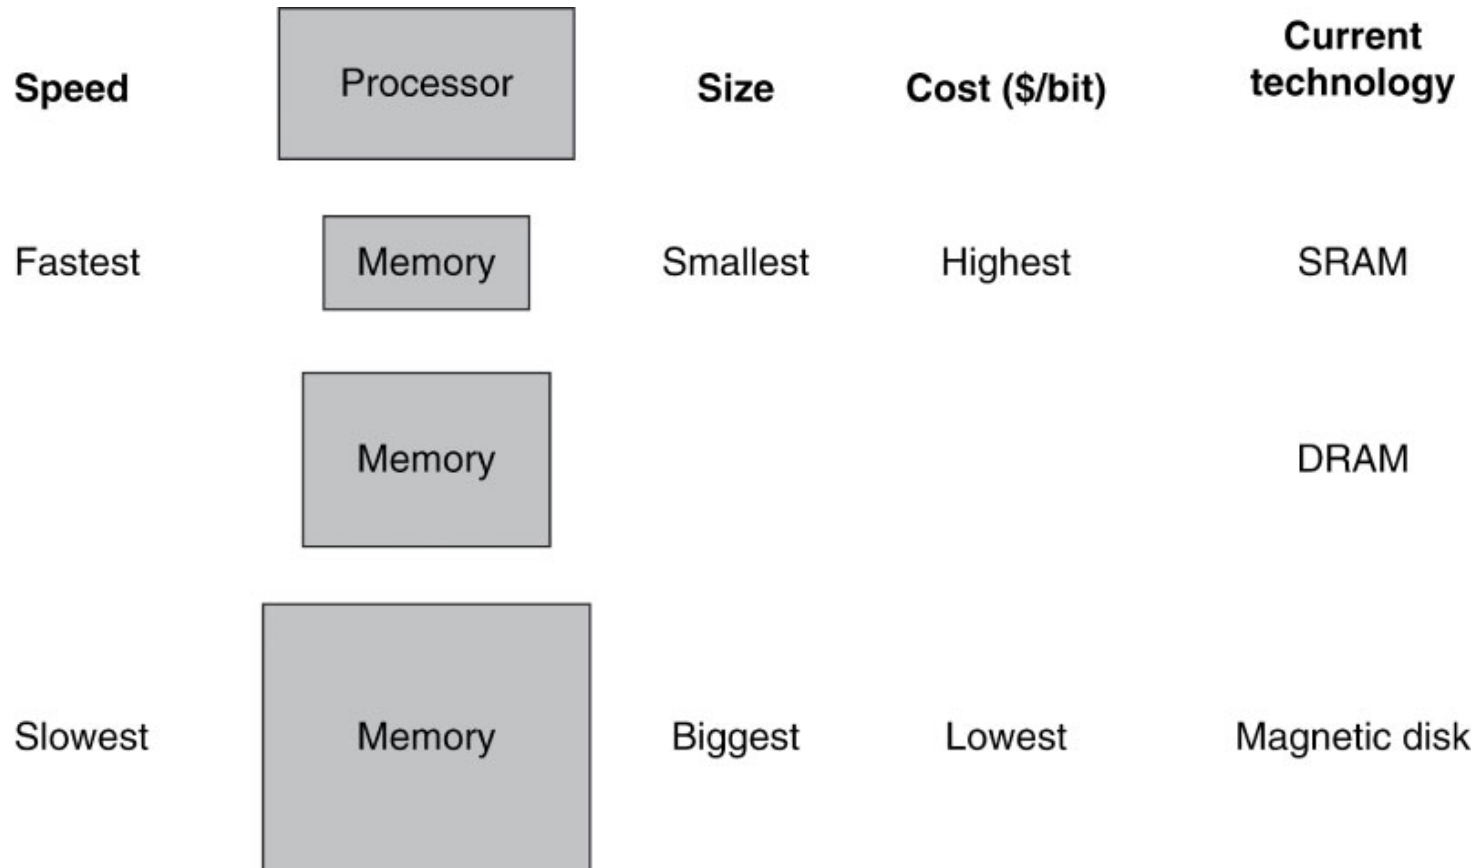 Speed Processor Size Cost ($/bit) Current
technology
Fastest Memory Smallest Highest SRAM
Memory DRAM
Slowest Memory Biggest Lowest Magnetic disk